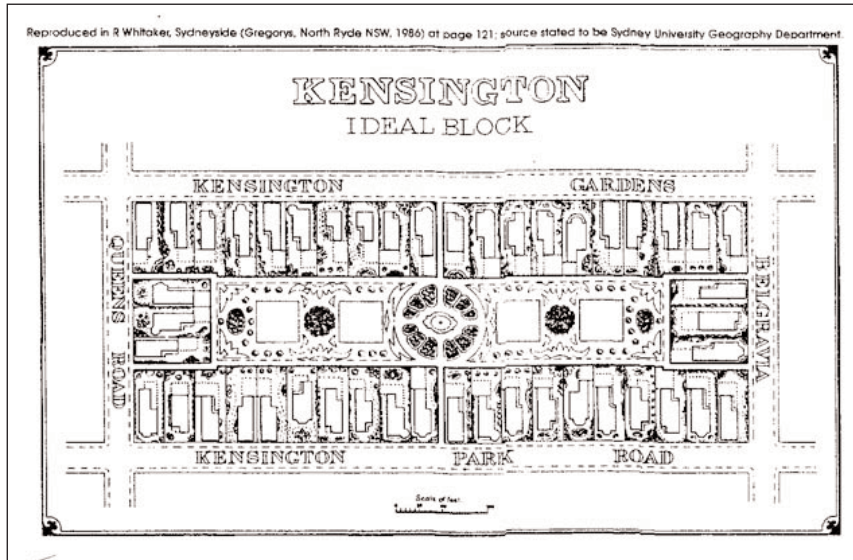 Reproduced in R Whitaker, Sydneyside (Gregorys, North Ryde NSW, 1986) at page 121; source stated to be Sydney University Geography Department.
KENSINGTON
IDEAL BLOCK
KENSINGTON GARDENS
QUEENS ROAD
BELGRAVIA
KENSINGTON PARK ROAD
Scale of feet